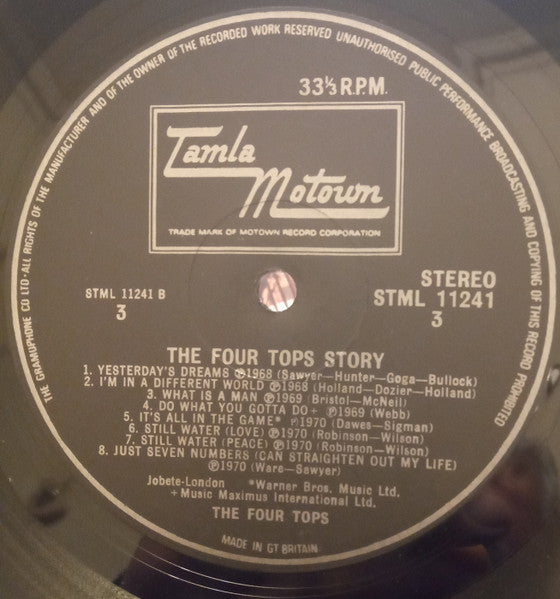 THE GRAMOPHONE CO LTD·ALL RIGHTS OF THE MANUFACTURER AND OF THE OWNER OF THE RECORDED WORK RESERVED UNAUTHORISED PUBLIC PERFORMANCE BROADCASTING AND COPYING OF THIS RECORD PROHIBITED
33⅓ R.P.M.
Tamla
Motown
TRADE MARK OF MOTOWN RECORD CORPORATION
STML 11241 B
3
STEREO
STML 11241
3
THE FOUR TOPS STORY
1. YESTERDAY'S DREAMS ℗1968 (Sawyer—Hunter—Goga—Bullock)
2. I'M IN A DIFFERENT WORLD ℗1968 (Holland—Dozier—Holland)
3. WHAT IS A MAN ℗1969 (Bristol—McNeil)
4. DO WHAT YOU GOTTA DO+ ℗1969 (Webb)
5. IT'S ALL IN THE GAME* ℗1970 (Dawes—Sigman)
6. STILL WATER (LOVE) ℗1970 (Robinson—Wilson)
7. STILL WATER (PEACE) ℗1970 (Robinson—Wilson)
8. JUST SEVEN NUMBERS (CAN STRAIGHTEN OUT MY LIFE)
℗1970 (Ware—Sawyer)
Jobete-London *Warner Bros. Music Ltd.
+Music Maximus International Ltd.
THE FOUR TOPS
MADE IN GT BRITAIN